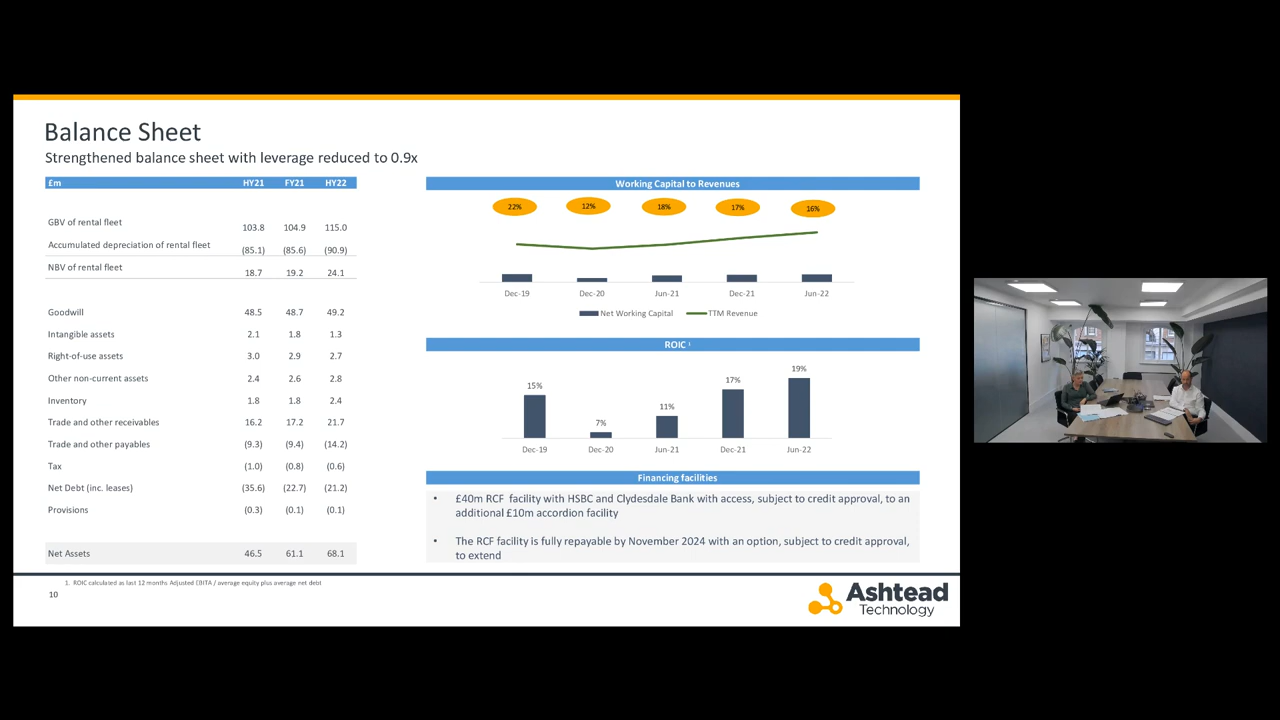 Balance Sheet
Strengthened balance sheet with leverage reduced to 0.9x
£m HY21 FY21 HY22
GBV of rental fleet 103.8 104.9 115.0
Accumulated depreciation of rental fleet (85.1) (85.6) (90.9)
NBV of rental fleet 18.7 19.2 24.1
Goodwill 48.5 48.7 49.2
Intangible assets 2.1 1.8 1.3
Right-of-use assets 3.0 2.9 2.7
Other non-current assets 2.4 2.6 2.8
Inventory 1.8 1.8 2.4
Trade and other receivables 16.2 17.2 21.7
Trade and other payables (9.3) (9.4) (14.2)
Tax (1.0) (0.8) (0.6)
Net Debt (inc. leases) (35.6) (22.7) (21.2)
Provisions (0.3) (0.1) (0.1)
Net Assets 46.5 61.1 68.1
Working Capital to Revenues
22% 12% 18% 17% 16%
Dec-19 Dec-20 Jun-21 Dec-21 Jun-22
Net Working Capital TTM Revenue
ROIC 1
15% 7% 11% 17% 19%
Dec-19 Dec-20 Jun-21 Dec-21 Jun-22
Financing facilities
• £40m RCF facility with HSBC and Clydesdale Bank with access, subject to credit approval, to an
additional £10m accordion facility
• The RCF facility is fully repayable by November 2024 with an option, subject to credit approval,
to extend
1. ROIC calculated as last 12 months Adjusted EBITA / average equity plus average net debt
10
Ashtead
Technology